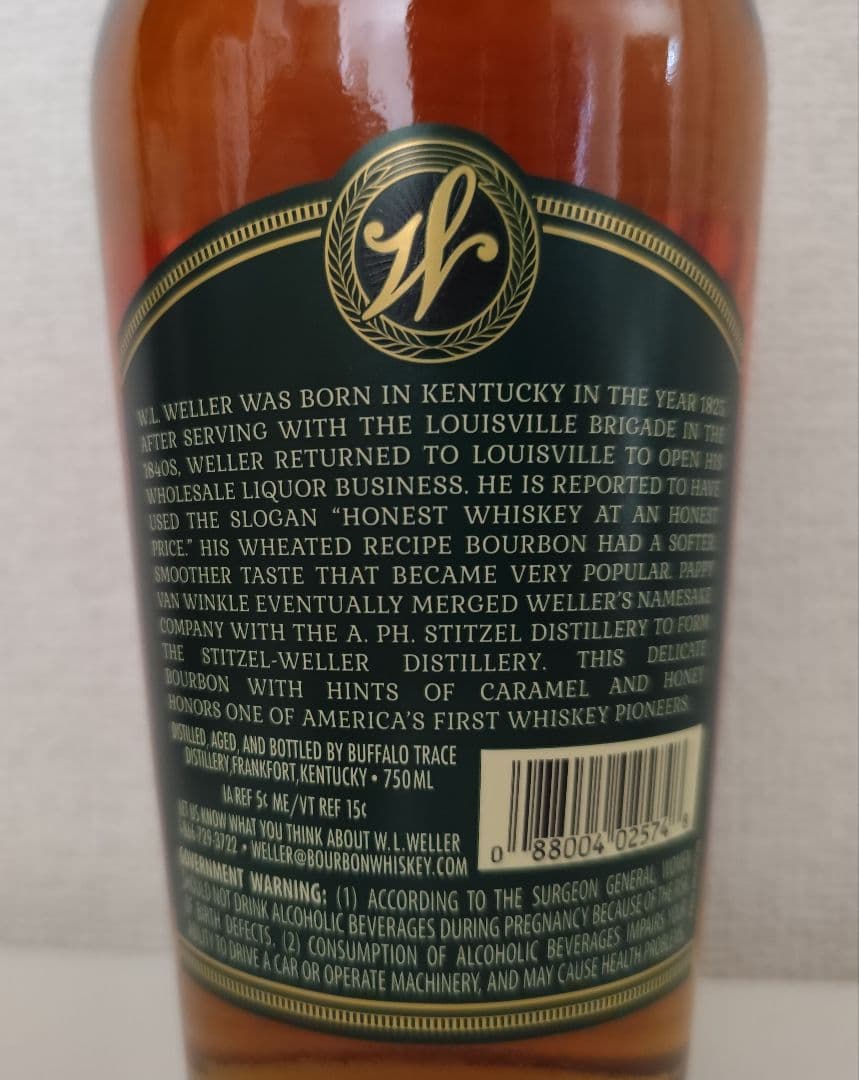 W
W.L. WELLER WAS BORN IN KENTUCKY IN THE YEAR 1825.
AFTER SERVING WITH THE LOUISVILLE BRIGADE IN THE
1840S, WELLER RETURNED TO LOUISVILLE TO OPEN HIS
WHOLESALE LIQUOR BUSINESS. HE IS REPORTED TO HAVE
USED THE SLOGAN “HONEST WHISKEY AT AN HONEST
PRICE.” HIS WHEATED RECIPE BOURBON HAD A SOFTER,
SMOOTHER TASTE THAT BECAME VERY POPULAR. PAPPY
VAN WINKLE EVENTUALLY MERGED WELLER’S NAMESAKE
COMPANY WITH THE A. PH. STITZEL DISTILLERY TO FORM
THE STITZEL-WELLER DISTILLERY. THIS DELICATE
BOURBON WITH HINTS OF CARAMEL AND HONEY
HONORS ONE OF AMERICA’S FIRST WHISKEY PIONEERS.
DISTILLED, AGED, AND BOTTLED BY BUFFALO TRACE
DISTILLERY, FRANKFORT, KENTUCKY • 750 ML
IA REF 5¢ ME/VT REF 15¢
LET US KNOW WHAT YOU THINK ABOUT W.L.WELLER
1-866-729-3722 • WELLER@BOURBONWHISKEY.COM
0 88004 02574 4
GOVERNMENT WARNING: (1) ACCORDING TO THE SURGEON GENERAL, WOMEN
SHOULD NOT DRINK ALCOHOLIC BEVERAGES DURING PREGNANCY BECAUSE OF THE RISK
OF BIRTH DEFECTS. (2) CONSUMPTION OF ALCOHOLIC BEVERAGES IMPAIRS YOUR
ABILITY TO DRIVE A CAR OR OPERATE MACHINERY, AND MAY CAUSE HEALTH PROBLEMS.